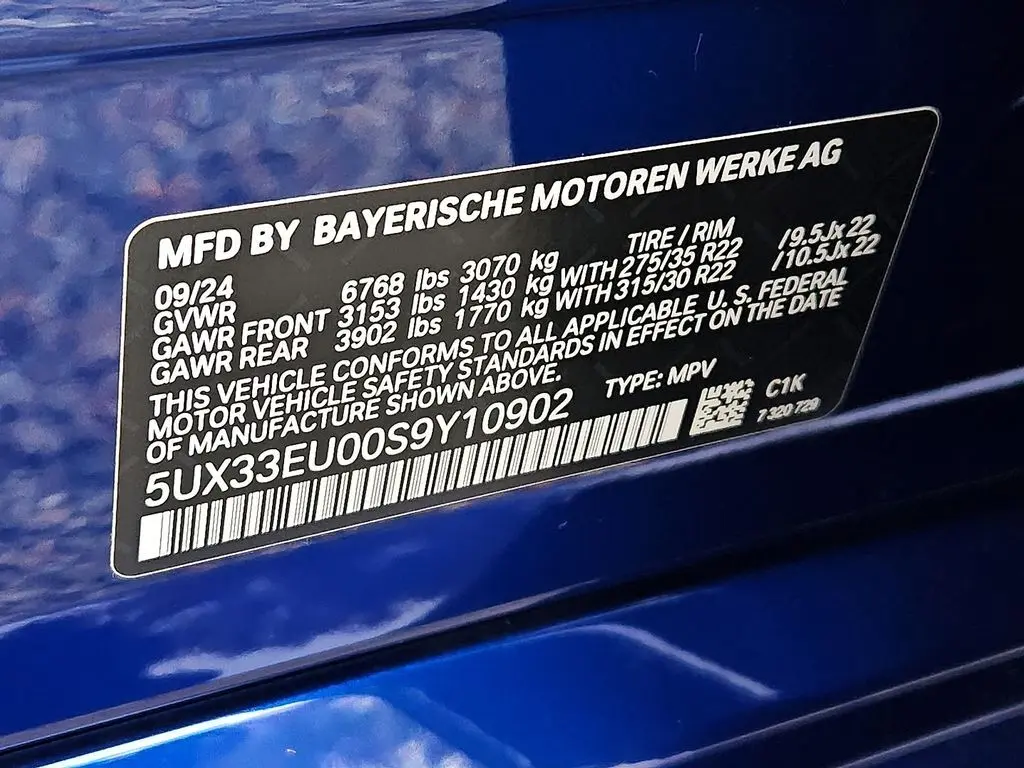 MFD BY BAYERISCHE MOTOREN WERKE AG
09/24 TIRE / RIM
GVWR 6768 lbs 3070 kg
GAWR FRONT 3153 lbs 1430 kg WITH 275/35 R22 /9.5Jx22
GAWR REAR 3902 lbs 1770 kg WITH 315/30 R22 /10.5Jx22
THIS VEHICLE CONFORMS TO ALL APPLICABLE U. S. FEDERAL
MOTOR VEHICLE SAFETY STANDARDS IN EFFECT ON THE DATE
OF MANUFACTURE SHOWN ABOVE.
TYPE: MPV
5UX33EU00S9Y10902
C1K
7 320 729